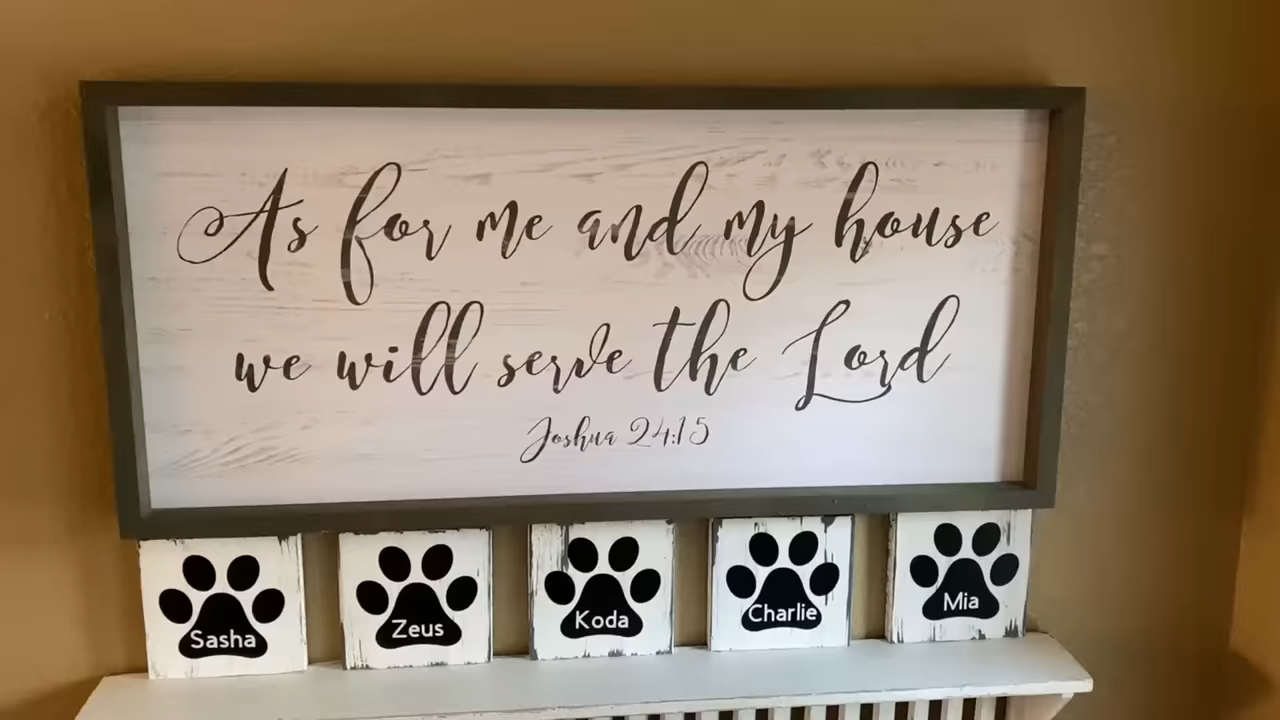 As for me and my house
we will serve the Lord
Joshua 24:15
Sasha
Zeus
Koda
Charlie
Mia